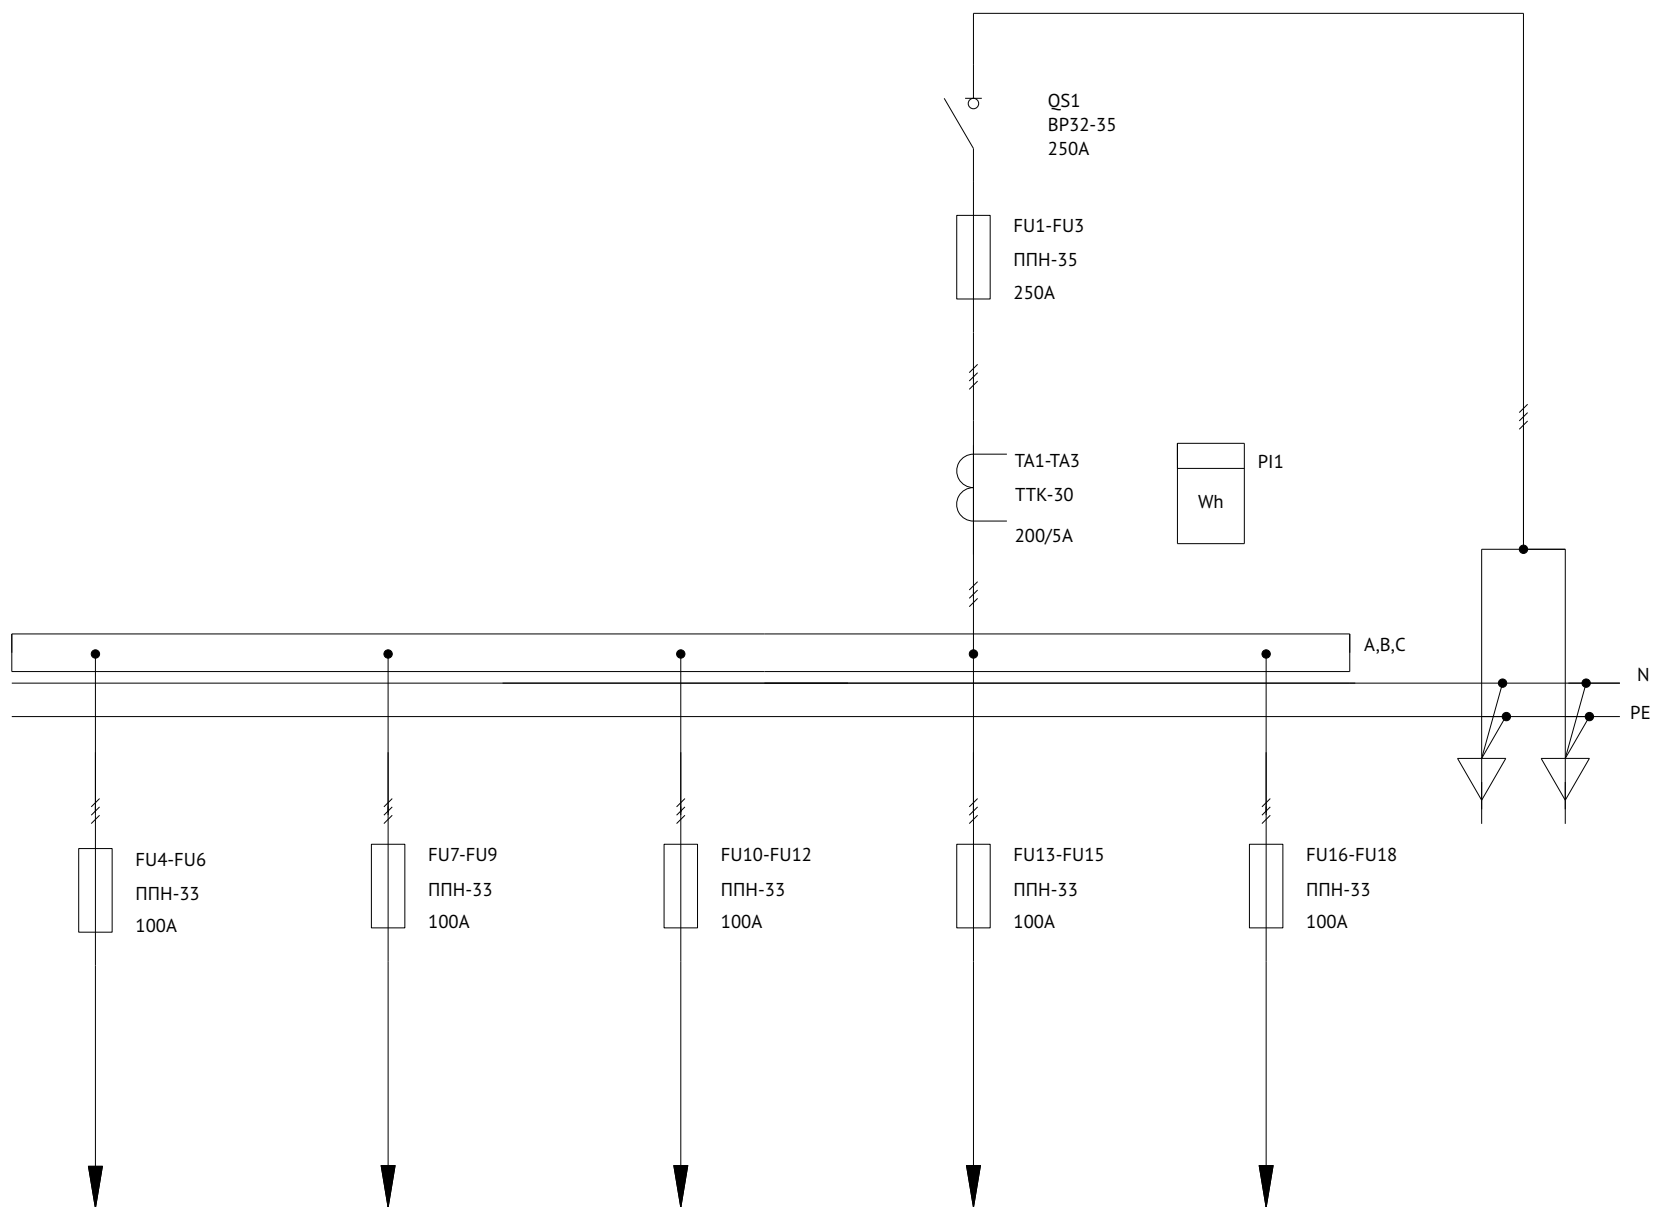 QS1
ВР32-35
250А
FU1-FU3
ППН-35
250А
TA1-TA3
ТТК-30
200/5А
PI1
Wh
A,B,C
N
PE
FU4-FU6
ППН-33
100А
FU7-FU9
ППН-33
100А
FU10-FU12
ППН-33
100А
FU13-FU15
ППН-33
100А
FU16-FU18
ППН-33
100А